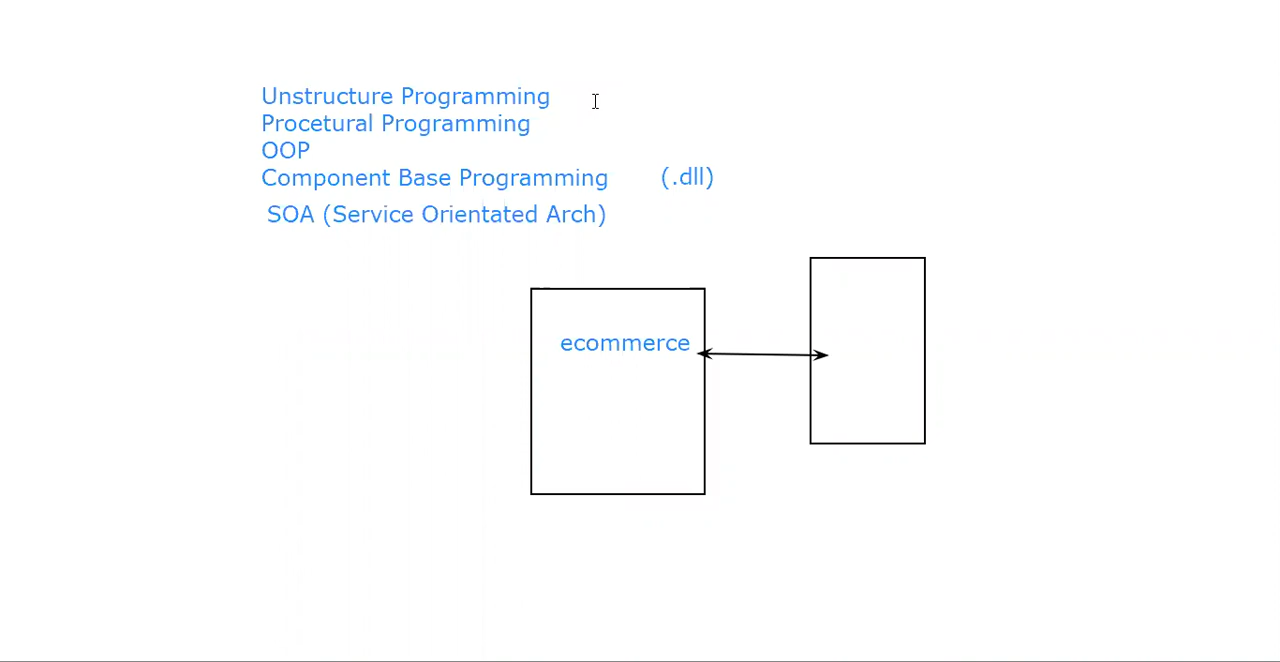 Unstructure Programming
Procetural Programming
OOP
Component Base Programming (.dll)
SOA (Service Orientated Arch)
ecommerce